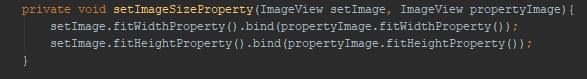 private void setImageSizeProperty(ImageView setImage, ImageView propertyImage){
setImage.fitWidthProperty().bind(propertyImage.fitWidthProperty());
setImage.fitHeightProperty().bind(propertyImage.fitHeightProperty());
}